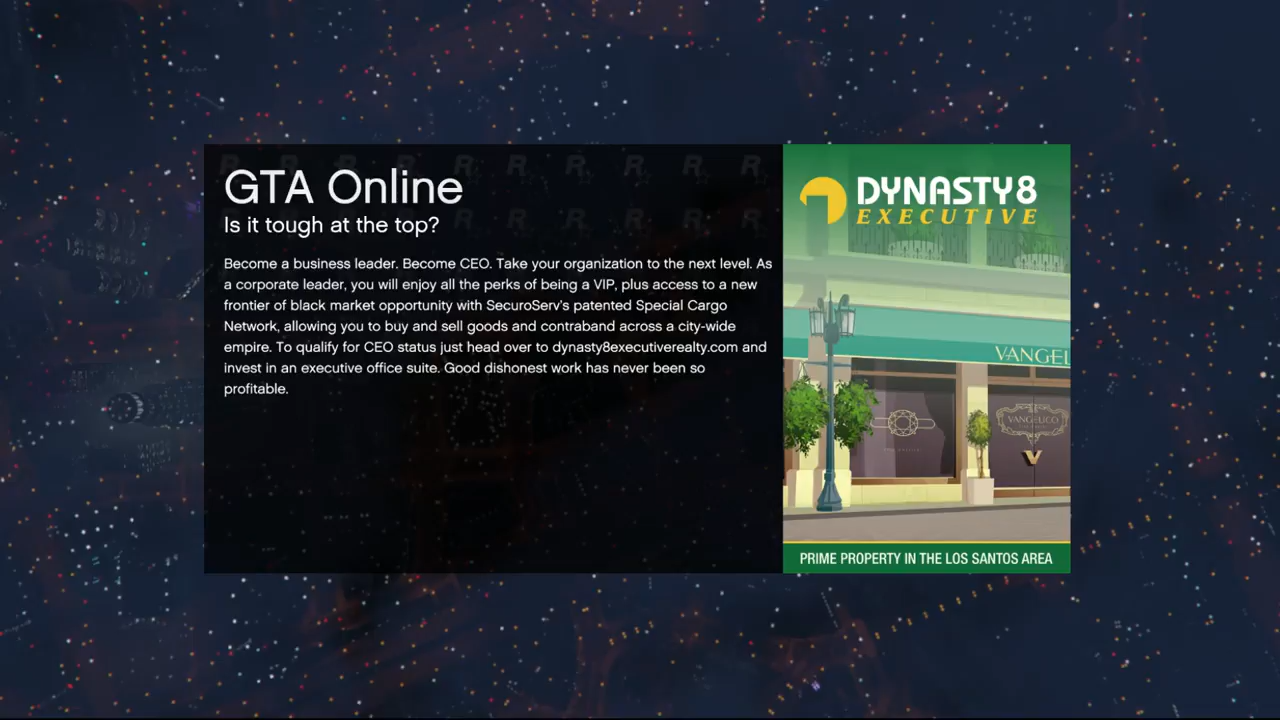 GTA Online
Is it tough at the top?
Become a business leader. Become CEO. Take your organization to the next level. As
a corporate leader, you will enjoy all the perks of being a VIP, plus access to a new
frontier of black market opportunity with SecuroServ's patented Special Cargo
Network, allowing you to buy and sell goods and contraband across a city-wide
empire. To qualify for CEO status just head over to dynasty8executiverealty.com and
invest in an executive office suite. Good dishonest work has never been so
profitable.
DYNASTY8
EXECUTIVE
VANGEL
VANGELICO
PRIME PROPERTY IN THE LOS SANTOS AREA